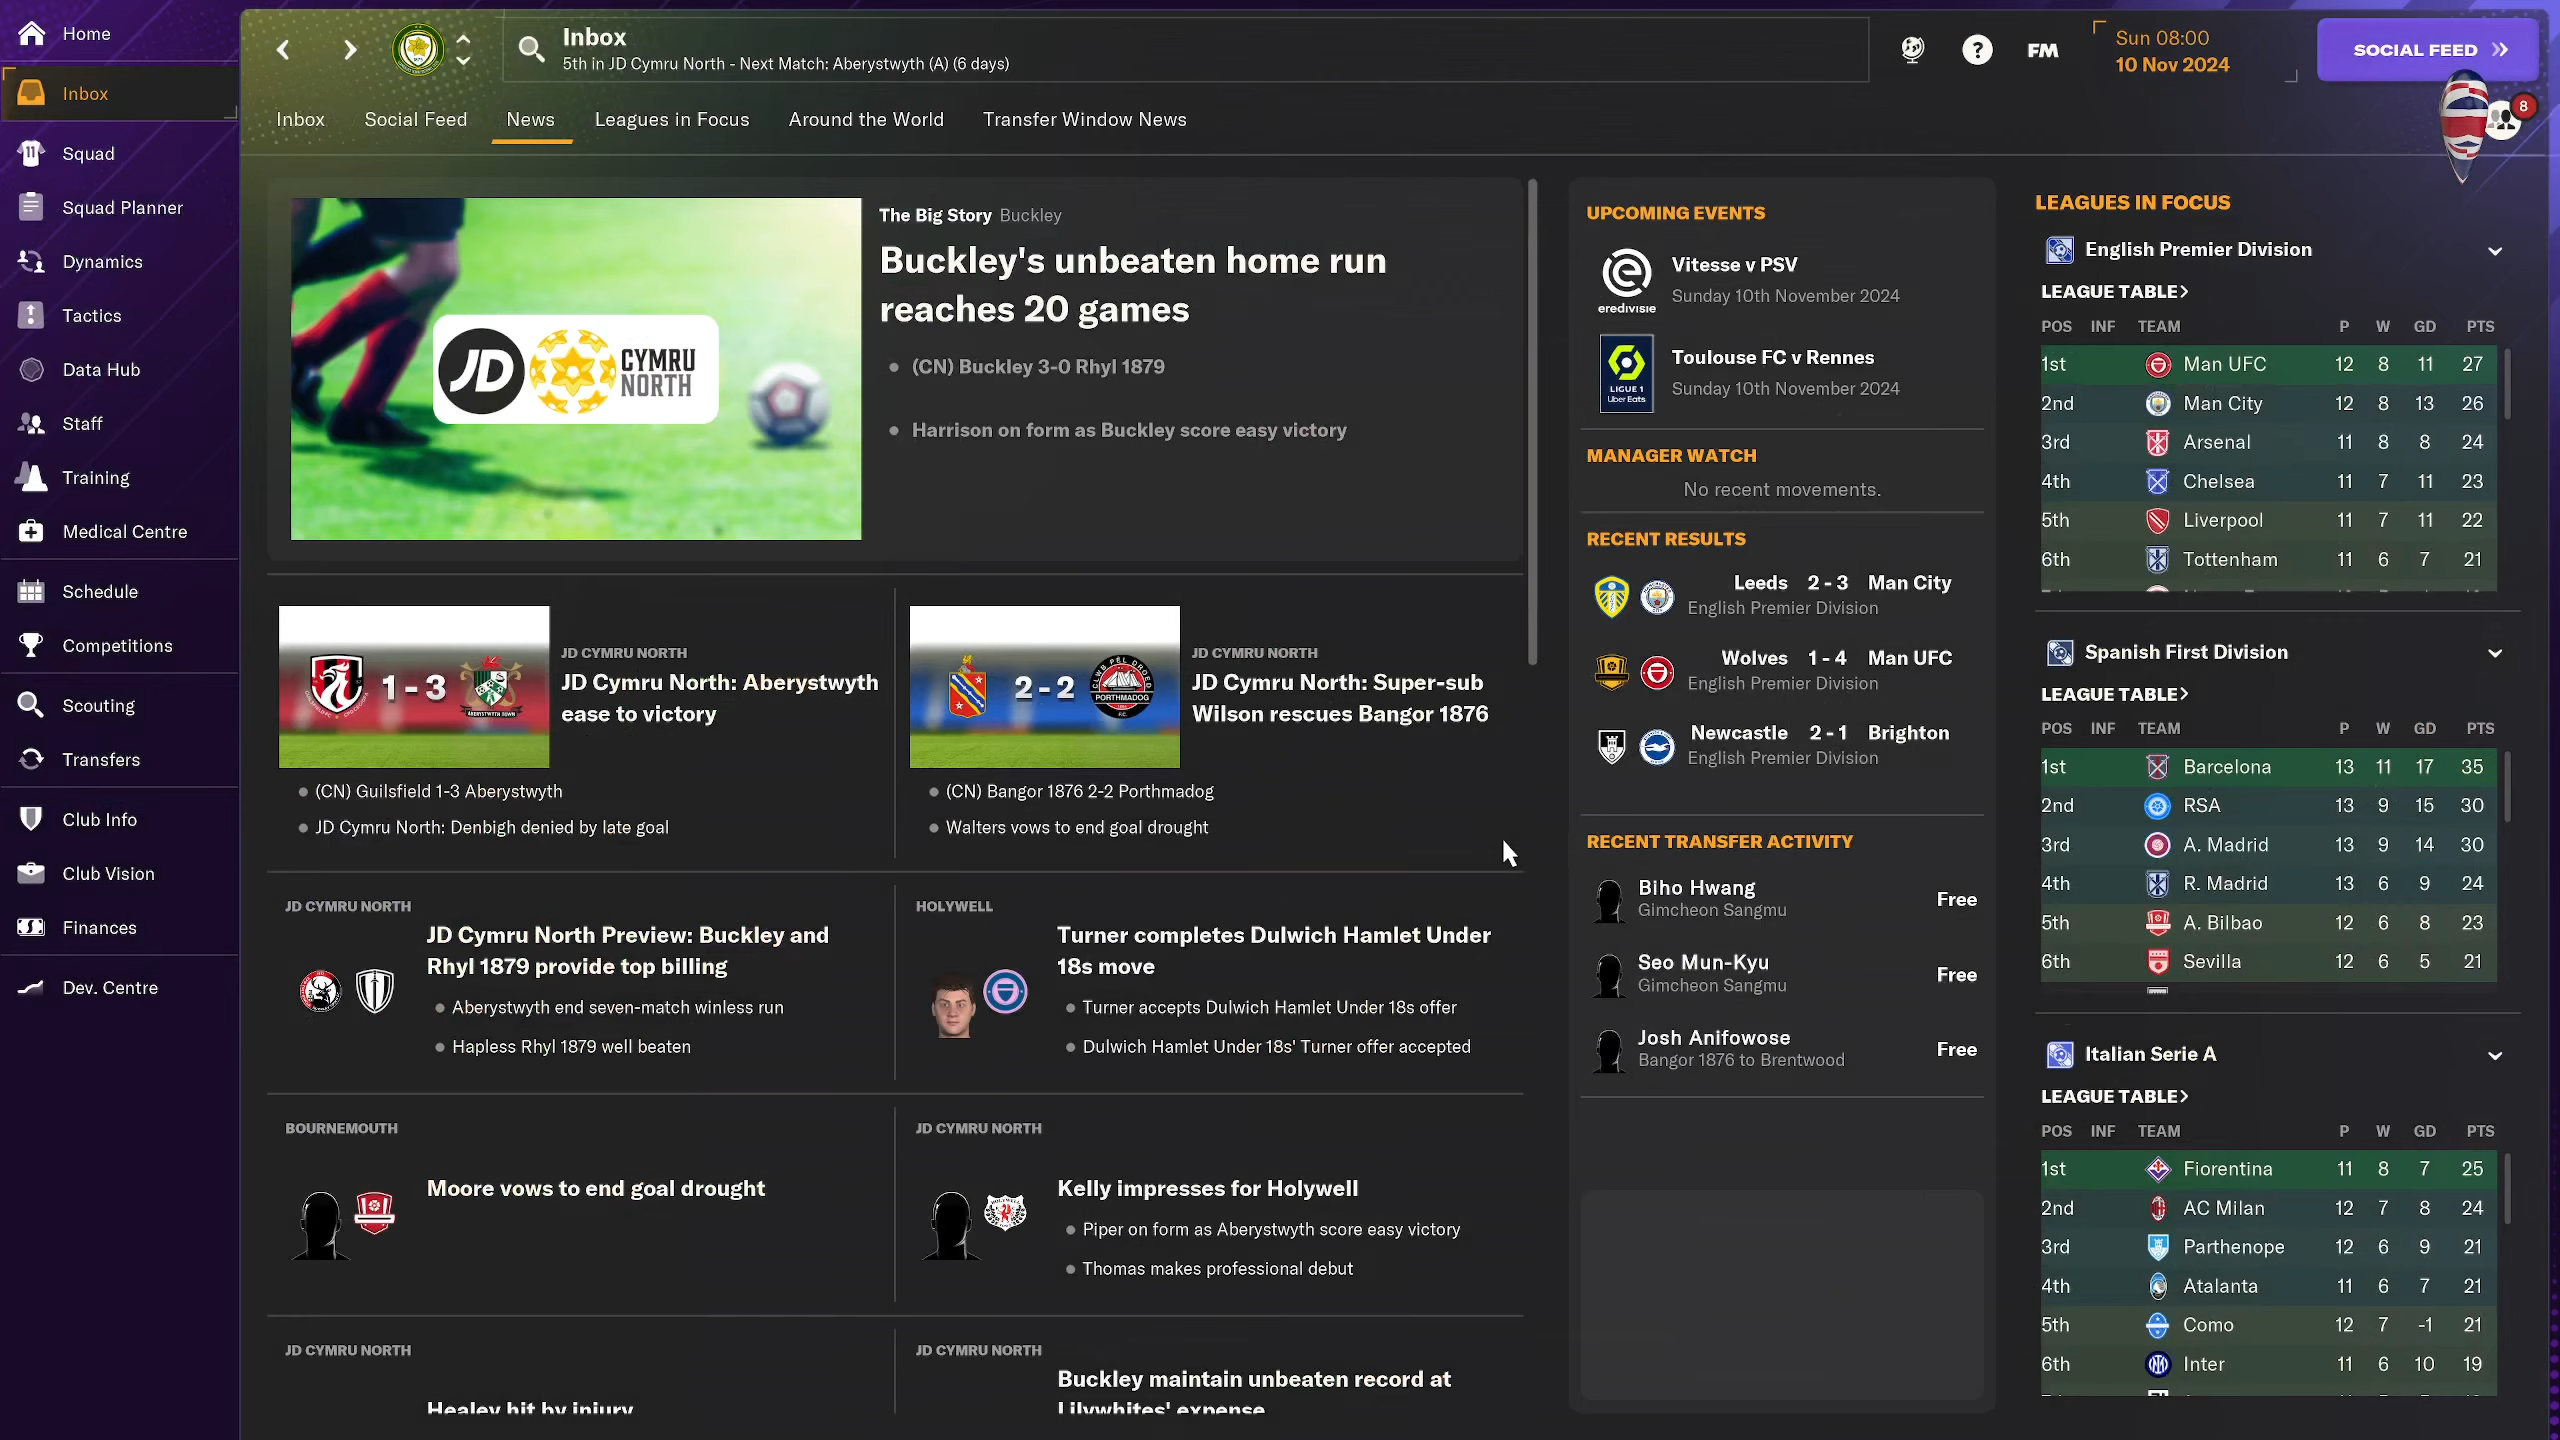 Home
Inbox
Squad
Squad Planner
Dynamics
Tactics
Data Hub
Staff
Training
Medical Centre
Schedule
Competitions
Scouting
Transfers
Club Info
Club Vision
Finances
Dev. Centre
Inbox
5th in JD Cymru North - Next Match: Aberystwyth (A) (6 days)
FM
Sun 08:00
10 Nov 2024
SOCIAL FEED
8
Inbox Social Feed News Leagues in Focus Around the World Transfer Window News
JD CYMRU NORTH
The Big Story Buckley
Buckley's unbeaten home run
reaches 20 games
(CN) Buckley 3-0 Rhyl 1879
Harrison on form as Buckley score easy victory
1 - 3
JD CYMRU NORTH
JD Cymru North: Aberystwyth
ease to victory
(CN) Guilsfield 1-3 Aberystwyth
JD Cymru North: Denbigh denied by late goal
2 - 2
PORTHMADOG
JD CYMRU NORTH
JD Cymru North: Super-sub
Wilson rescues Bangor 1876
(CN) Bangor 1876 2-2 Porthmadog
Walters vows to end goal drought
JD CYMRU NORTH
JD Cymru North Preview: Buckley and
Rhyl 1879 provide top billing
Aberystwyth end seven-match winless run
Hapless Rhyl 1879 well beaten
HOLYWELL
Turner completes Dulwich Hamlet Under
18s move
Turner accepts Dulwich Hamlet Under 18s offer
Dulwich Hamlet Under 18s' Turner offer accepted
BOURNEMOUTH
Moore vows to end goal drought
JD CYMRU NORTH
Kelly impresses for Holywell
Piper on form as Aberystwyth score easy victory
Thomas makes professional debut
JD CYMRU NORTH
Healey hit by injury
JD CYMRU NORTH
Buckley maintain unbeaten record at
Lilywhites' expense
UPCOMING EVENTS
eredivisie
Vitesse v PSV
Sunday 10th November 2024
LIGUE 1
Uber Eats
Toulouse FC v Rennes
Sunday 10th November 2024
MANAGER WATCH
No recent movements.
RECENT RESULTS
Leeds 2 - 3 Man City
English Premier Division
Wolves 1 - 4 Man UFC
English Premier Division
Newcastle 2 - 1 Brighton
English Premier Division
RECENT TRANSFER ACTIVITY
Biho Hwang
Gimcheon Sangmu
Free
Seo Mun-Kyu
Gimcheon Sangmu
Free
Josh Anifowose
Bangor 1876 to Brentwood
Free
LEAGUES IN FOCUS
English Premier Division
LEAGUE TABLE>
POS INF TEAM P W GD PTS
1st Man UFC 12 8 11 27
2nd Man City 12 8 13 26
3rd Arsenal 11 8 8 24
4th Chelsea 11 7 11 23
5th Liverpool 11 7 11 22
6th Tottenham 11 6 7 21
Spanish First Division
LEAGUE TABLE>
POS INF TEAM P W GD PTS
1st Barcelona 13 11 17 35
2nd RSA 13 9 15 30
3rd A. Madrid 13 9 14 30
4th R. Madrid 13 6 9 24
5th A. Bilbao 12 6 8 23
6th Sevilla 12 6 5 21
Italian Serie A
LEAGUE TABLE>
POS INF TEAM P W GD PTS
1st Fiorentina 11 8 7 25
2nd AC Milan 12 7 8 24
3rd Parthenope 12 6 9 21
4th Atalanta 11 6 7 21
5th Como 12 7 -1 21
6th Inter 11 6 10 19